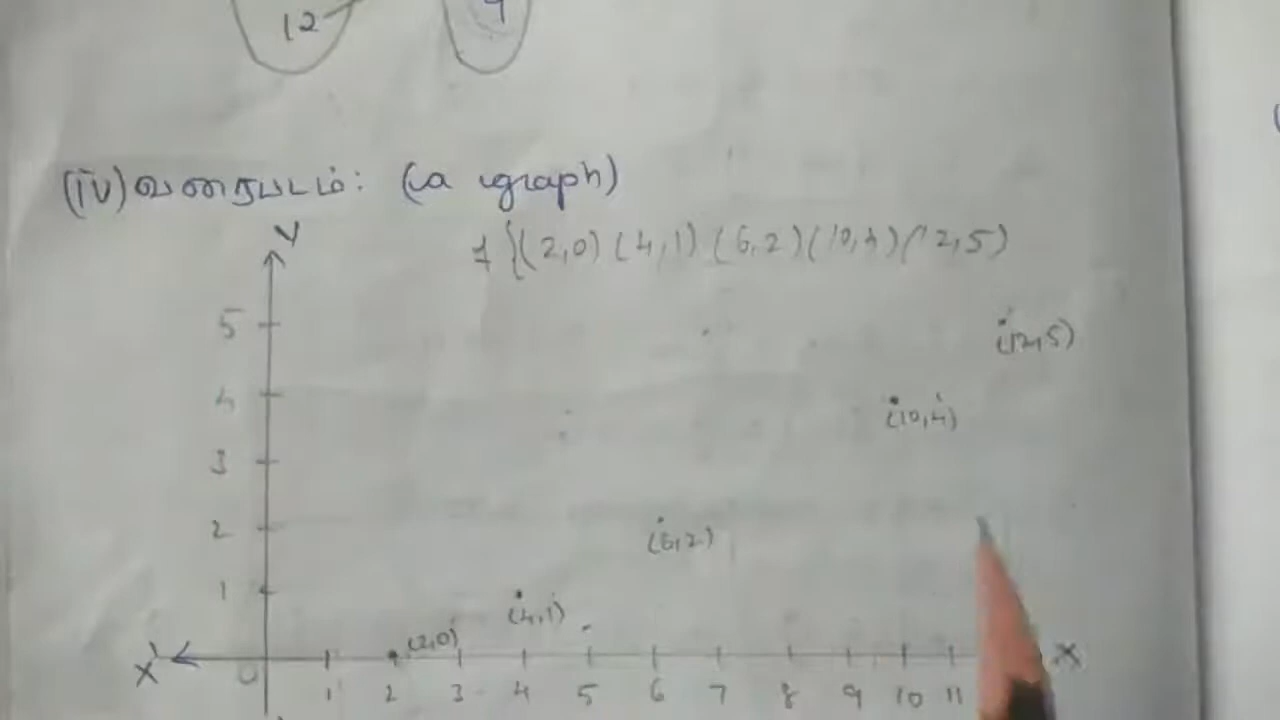 12 9
(iv) வரைபடம்: (a graph)
Y
f {(2,0) (4,1) (6,2) (10,4) (12,5)
5
(12,5)
4
(10,4)
3
2
(6,2)
1
(4,1)
(2,0)
X' 0 X
1 2 3 4 5 6 7 8 9 10 11